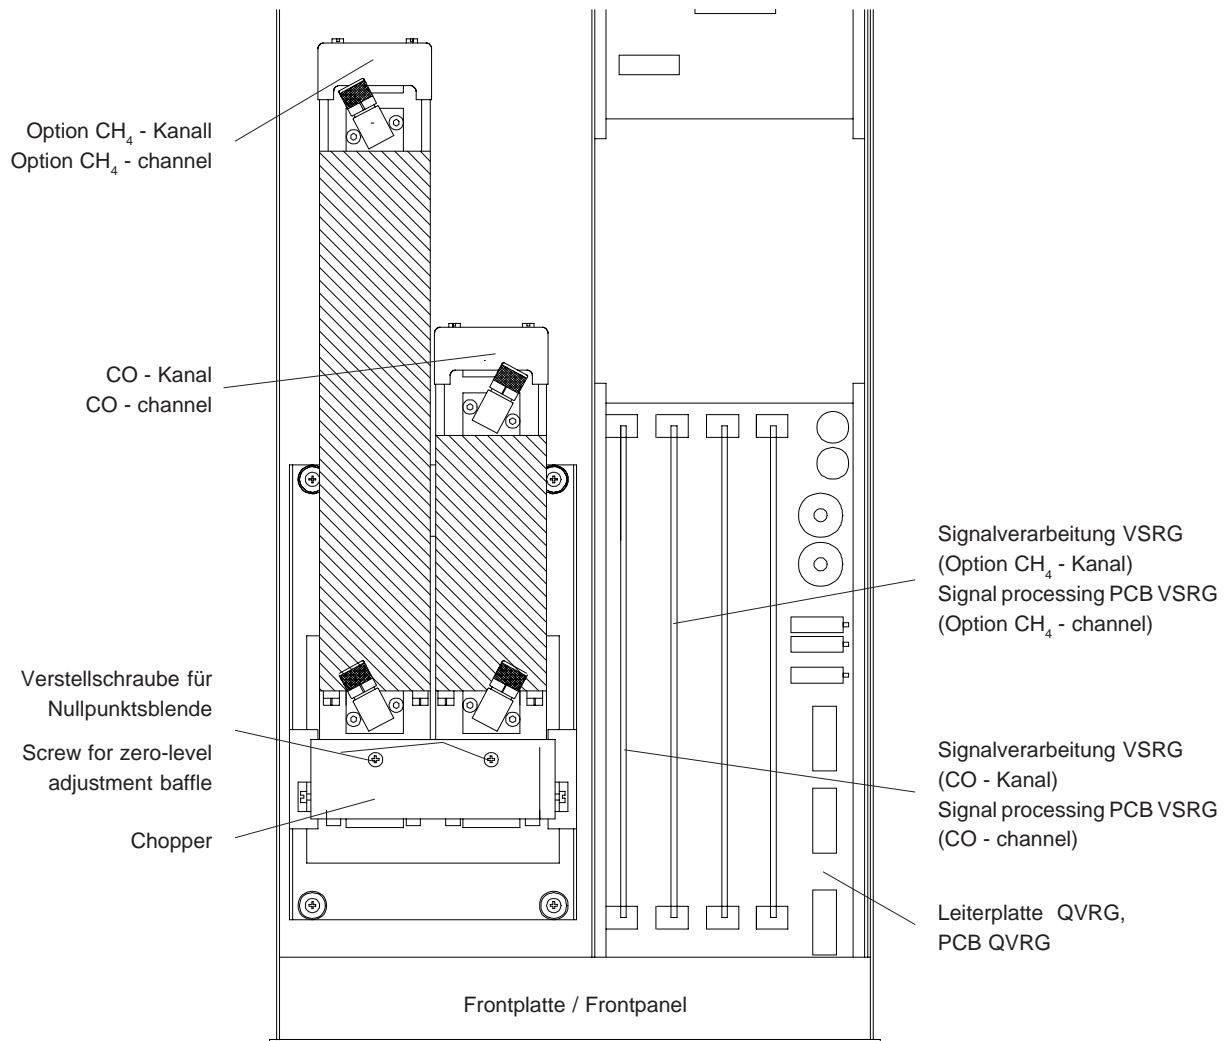 Option CH₄ - Kanall
Option CH₄ - channel
CO - Kanal
CO - channel
Verstellschraube für
Nullpunktsblende
Screw for zero-level
adjustment baffle
Chopper
Signalverarbeitung VSRG
(Option CH₄ - Kanal)
Signal processing PCB VSRG
(Option CH₄ - channel)
Signalverarbeitung VSRG
(CO - Kanal)
Signal processing PCB VSRG
(CO - channel)
Leiterplatte QVRG,
PCB QVRG
Frontplatte / Frontpanel